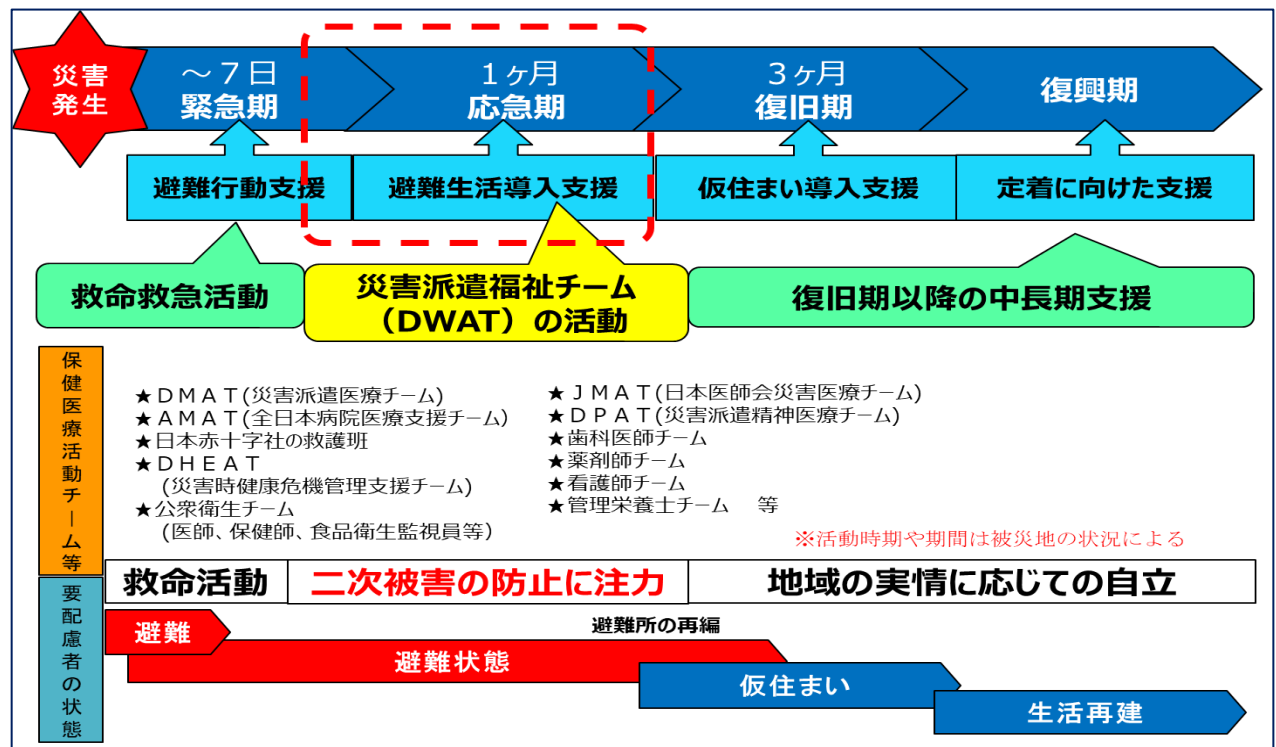 災害
発生
～７日
緊急期
１ヶ月
応急期
３ヶ月
復旧期
復興期
避難行動支援
避難生活導入支援
仮住まい導入支援
定着に向けた支援
救命救急活動
災害派遣福祉チーム
（DWAT）の活動
復旧期以降の中長期支援
保健医療活動チーム等
★ＤＭＡＴ(災害派遣医療チーム)
★ＡＭＡＴ(全日本病院医療支援チーム）
★日本赤十字社の救護班
★ＤＨＥＡＴ
(災害時健康危機管理支援チーム)
★公衆衛生チーム
(医師、保健師、食品衛生監視員等）
★ＪＭＡＴ(日本医師会災害医療チーム)
★ＤＰＡＴ(災害派遣精神医療チーム)
★歯科医師チーム
★薬剤師チーム
★看護師チーム
★管理栄養士チーム　等
※活動時期や期間は被災地の状況による
救命活動
二次被害の防止に注力
地域の実情に応じての自立
要配慮者の状態
避難
避難所の再編
避難状態
仮住まい
生活再建